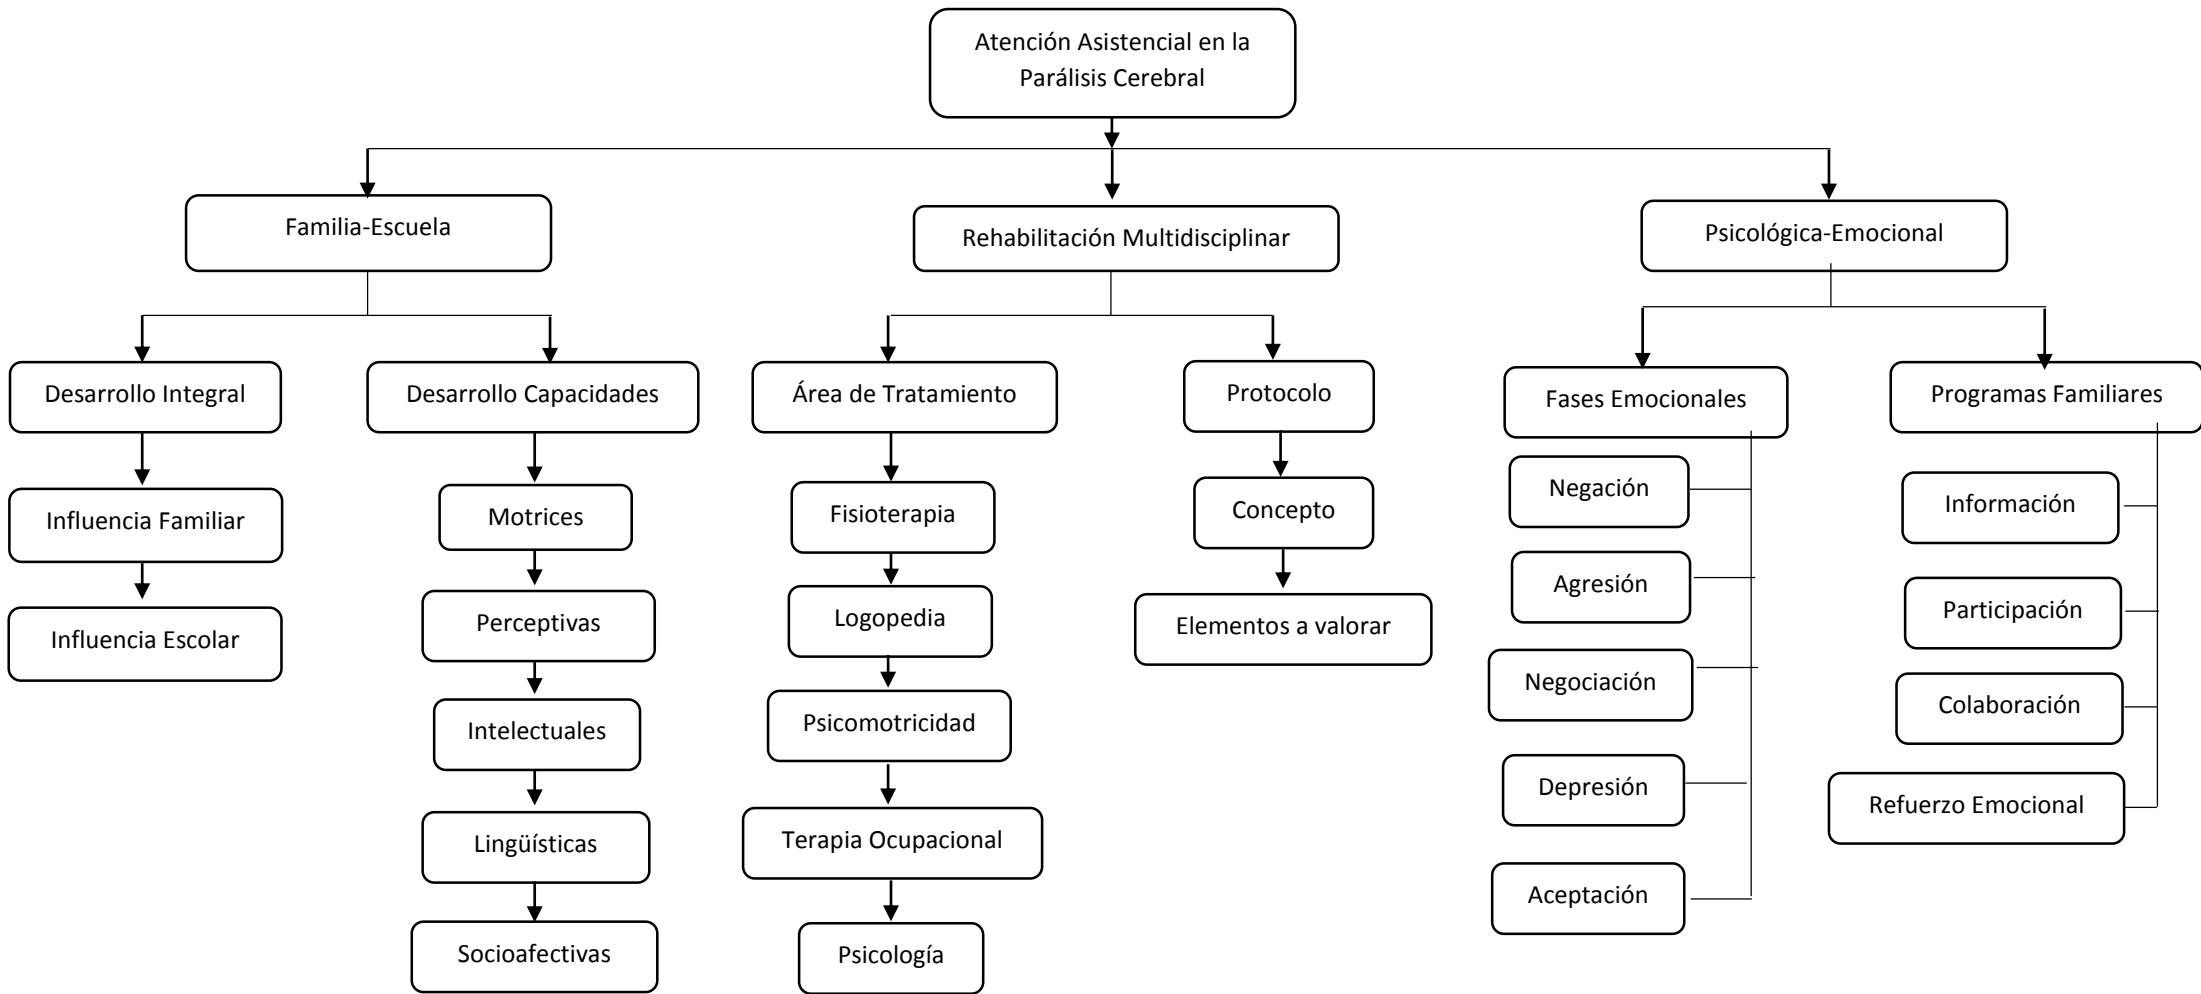 Atención Asistencial en la
Parálisis Cerebral
Familia-Escuela
Rehabilitación Multidisciplinar
Psicológica-Emocional
Desarrollo Integral
Influencia Familiar
Influencia Escolar
Desarrollo Capacidades
Motrices
Perceptivas
Intelectuales
Lingüísticas
Socioafectivas
Área de Tratamiento
Fisioterapia
Logopedia
Psicomotricidad
Terapia Ocupacional
Psicología
Protocolo
Concepto
Elementos a valorar
Fases Emocionales
Negación
Agresión
Negociación
Depresión
Aceptación
Programas Familiares
Información
Participación
Colaboración
Refuerzo Emocional